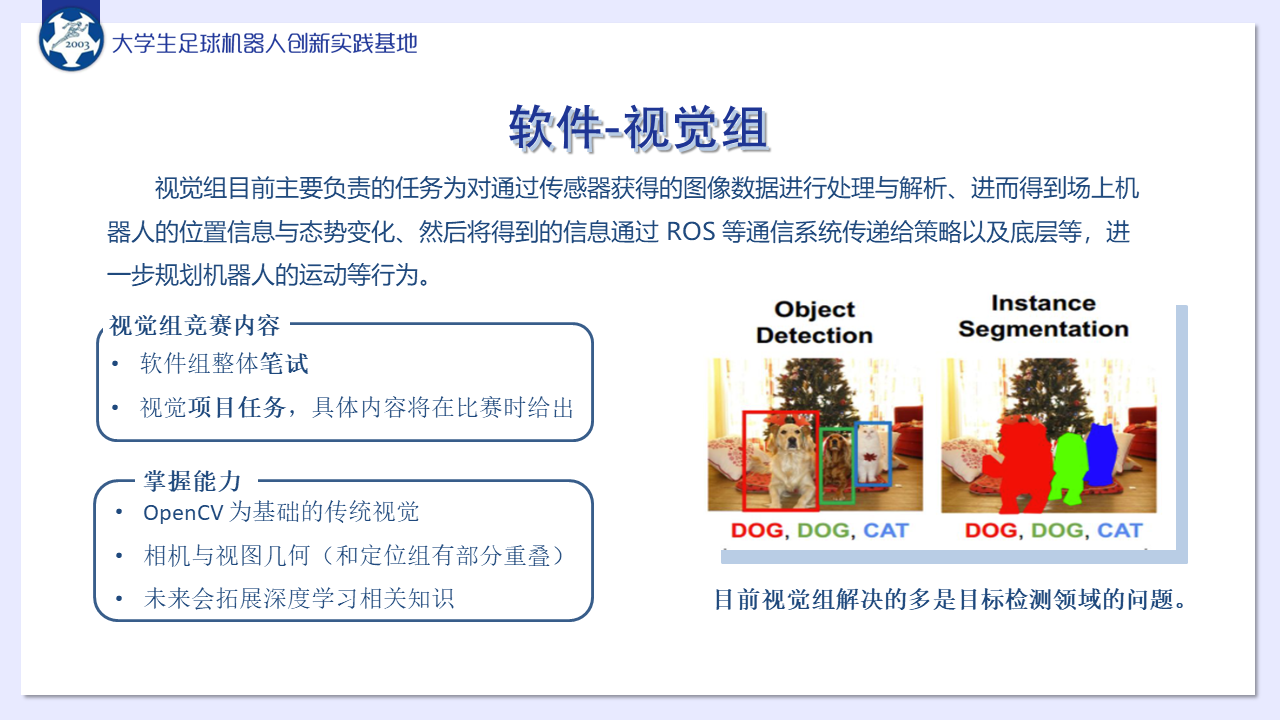 2003
大学生足球机器人创新实践基地
软件-视觉组
视觉组目前主要负责的任务为对通过传感器获得的图像数据进行处理与解析、进而得到场上机
器人的位置信息与态势变化、然后将得到的信息通过 ROS 等通信系统传递给策略以及底层等，进
一步规划机器人的运动等行为。
视觉组竞赛内容
• 软件组整体笔试
• 视觉项目任务，具体内容将在比赛时给出
掌握能力
• OpenCV 为基础的传统视觉
• 相机与视图几何（和定位组有部分重叠）
• 未来会拓展深度学习相关知识
Object
Detection
DOG, DOG, CAT
Instance
Segmentation
DOG, DOG, CAT
目前视觉组解决的多是目标检测领域的问题。